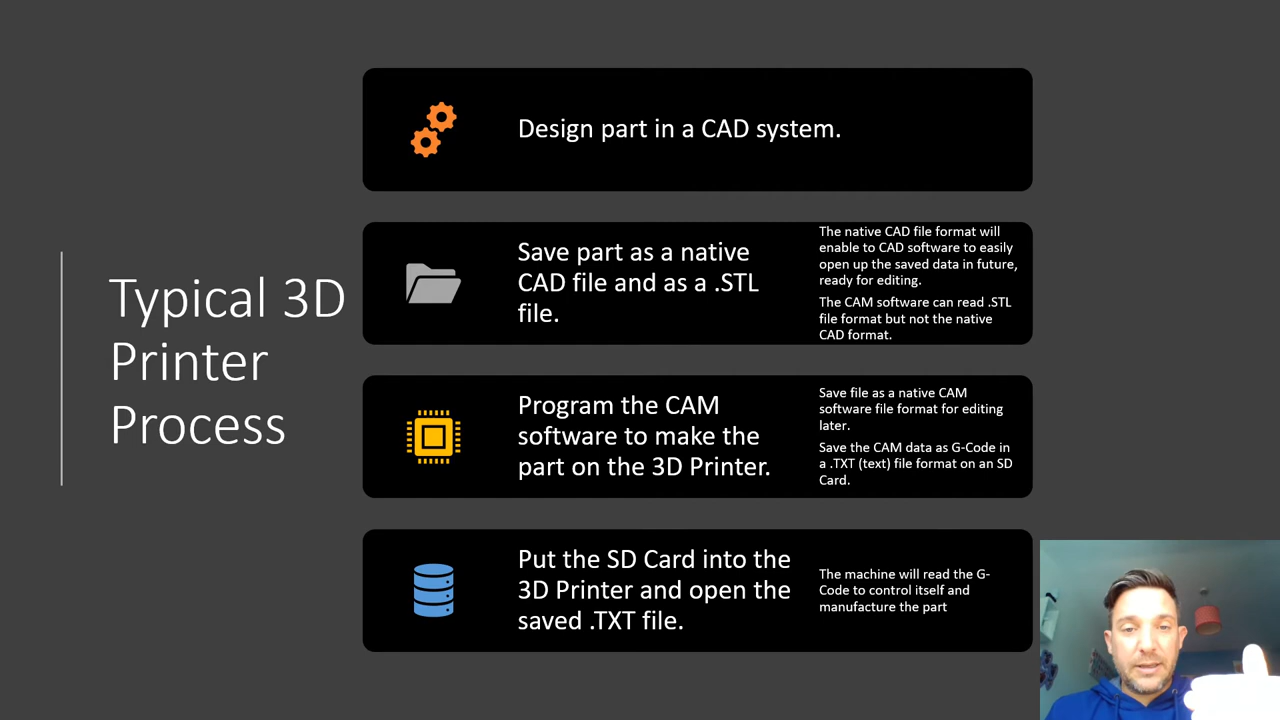 Typical 3D
Printer
Process
Design part in a CAD system.
Save part as a native
CAD file and as a .STL
file.
The native CAD file format will
enable to CAD software to easily
open up the saved data in future,
ready for editing.
The CAM software can read .STL
file format but not the native
CAD format.
Program the CAM
software to make the
part on the 3D Printer.
Save file as a native CAM
software file format for editing
later.
Save the CAM data as G-Code in
a .TXT (text) file format on an SD
Card.
Put the SD Card into the
3D Printer and open the
saved .TXT file.
The machine will read the G-
Code to control itself and
manufacture the part